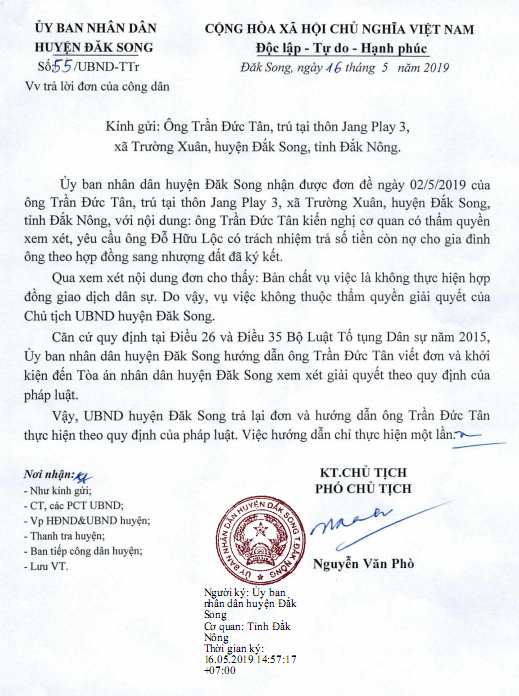 ỦY BAN NHÂN DÂN
HUYỆN ĐĂK SONG
CỘNG HÒA XÃ HỘI CHỦ NGHĨA VIỆT NAM
Độc lập - Tự do - Hạnh phúc
Số:55/UBND-TTr
Vv trả lời đơn của công dân
Đăk Song, ngày 16 tháng 5 năm 2019
Kính gửi: Ông Trần Đức Tân, trú tại thôn Jang Play 3,
xã Trường Xuân, huyện Đắk Song, tỉnh Đắk Nông.
Ủy ban nhân dân huyện Đăk Song nhận được đơn đề ngày 02/5/2019 của
ông Trần Đức Tân, trú tại thôn Jang Play 3, xã Trường Xuân, huyện Đắk Song,
tỉnh Đắk Nông, với nội dung: ông Trần Đức Tân kiến nghị cơ quan có thẩm quyền
xem xét, yêu cầu ông Đỗ Hữu Lộc có trách nhiệm trả số tiền còn nợ cho gia đình
ông theo hợp đồng sang nhượng đất đã ký kết.
Qua xem xét nội dung đơn cho thấy: Bản chất vụ việc là không thực hiện hợp
đồng giao dịch dân sự. Do vậy, vụ việc không thuộc thẩm quyền giải quyết của
Chủ tịch UBND huyện Đăk Song.
Căn cứ quy định tại Điều 26 và Điều 35 Bộ Luật Tố tụng Dân sự năm 2015,
Ủy ban nhân dân huyện Đăk Song hướng dẫn ông Trần Đức Tân viết đơn và khởi
kiện đến Tòa án nhân dân huyện Đăk Song xem xét giải quyết theo quy định của
pháp luật.
Vậy, UBND huyện Đăk Song trả lại đơn và hướng dẫn ông Trần Đức Tân
thực hiện theo quy định của pháp luật. Việc hướng dẫn chỉ thực hiện một lần.
Nơi nhận:
- Như kính gửi;
- CT, các PCT UBND;
- Vp HĐND&UBND huyện;
- Thanh tra huyện;
- Ban tiếp công dân huyện;
- Lưu VT.
KT.CHỦ TỊCH
PHÓ CHỦ TỊCH
ỦY BAN NHÂN DÂN HUYỆN ĐĂK SONG T.ĐĂK NÔNG
Nguyễn Văn Phò
Người ký: Ủy ban
nhân dân huyện Đắk
Song
Cơ quan: Tỉnh Đắk
Nông
Thời gian ký:
16.05.2019 14:57:17
+07:00